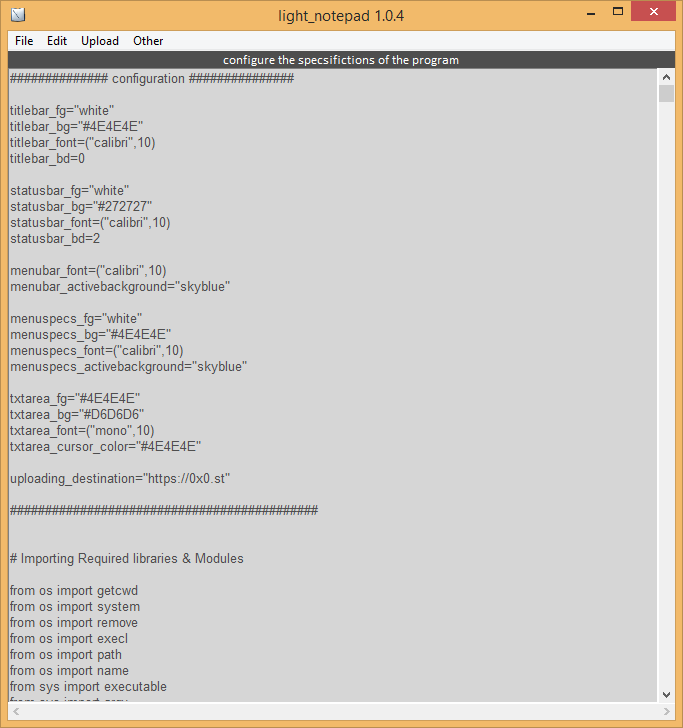 light_notepad 1.0.4
File Edit Upload Other
configure the specsifictions of the program
############## configuration ###############
titlebar_fg="white"
titlebar_bg="#4E4E4E"
titlebar_font=("calibri",10)
titlebar_bd=0
statusbar_fg="white"
statusbar_bg="#272727"
statusbar_font=("calibri",10)
statusbar_bd=2
menubar_font=("calibri",10)
menubar_activebackground="skyblue"
menuspecs_fg="white"
menuspecs_bg="#4E4E4E"
menuspecs_font=("calibri",10)
menuspecs_activebackground="skyblue"
txtarea_fg="#4E4E4E"
txtarea_bg="#D6D6D6"
txtarea_font=("mono",10)
txtarea_cursor_color="#4E4E4E"
uploading_destination="https://0x0.st"
############################################
# Importing Required libraries & Modules
from os import getcwd
from os import system
from os import remove
from os import execl
from os import path
from os import name
from sys import executable
from sys import argv